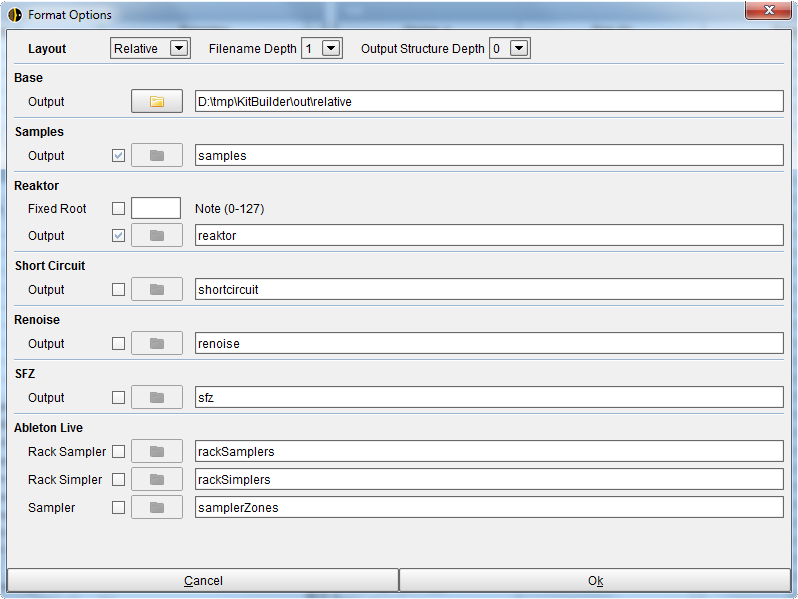 Format Options
Layout Relative Filename Depth 1 Output Structure Depth 0
Base
Output D:\tmp\KitBuilder\out\relative
Samples
Output samples
Reaktor
Fixed Root Note (0-127)
Output reaktor
Short Circuit
Output shortcircuit
Renoise
Output renoise
SFZ
Output sfz
Ableton Live
Rack Sampler rackSamplers
Rack Simpler rackSimplers
Sampler samplerZones
Cancel Ok